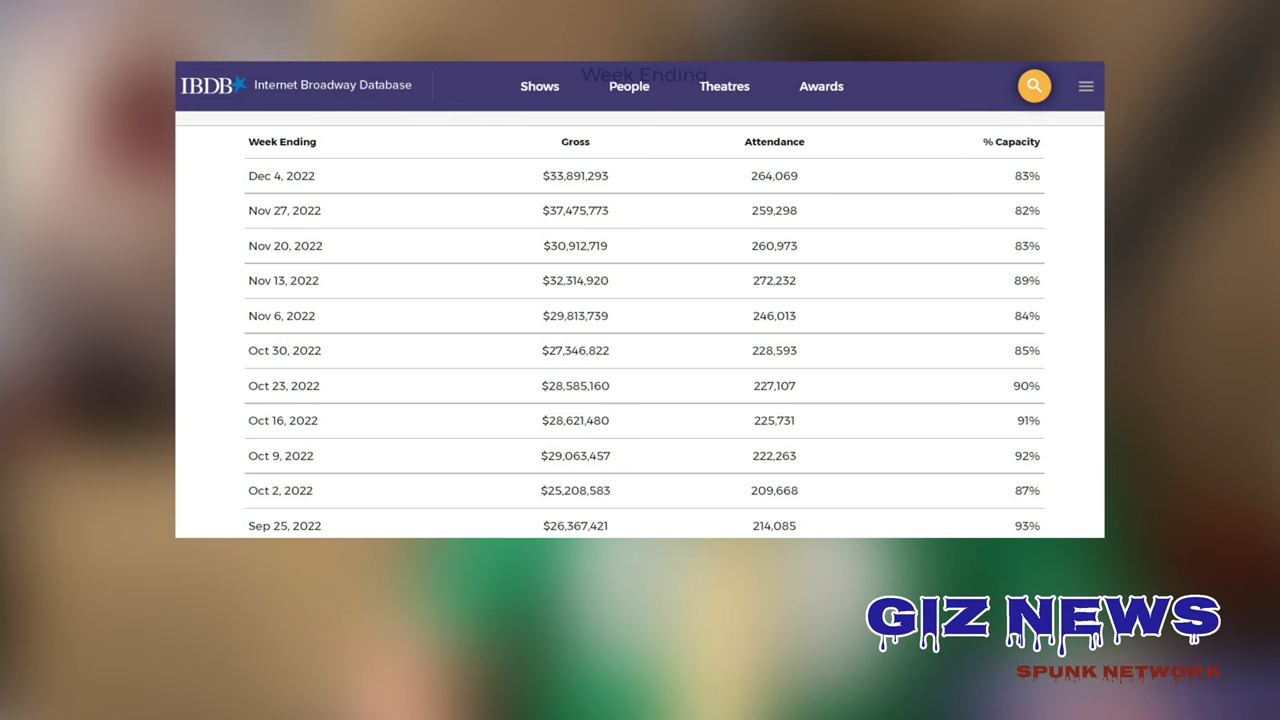 Week Ending
IBDB Internet Broadway Database Shows People Theatres Awards
Week Ending Gross Attendance % Capacity
Dec 4, 2022 $33,891,293 264,069 83%
Nov 27, 2022 $37,475,773 259,298 82%
Nov 20, 2022 $30,912,719 260,973 83%
Nov 13, 2022 $32,314,920 272,232 89%
Nov 6, 2022 $29,813,739 246,013 84%
Oct 30, 2022 $27,346,822 228,593 85%
Oct 23, 2022 $28,585,160 227,107 90%
Oct 16, 2022 $28,621,480 225,731 91%
Oct 9, 2022 $29,063,457 222,263 92%
Oct 2, 2022 $25,208,583 209,668 87%
Sep 25, 2022 $26,367,421 214,085 93%
GIZ NEWS
SPUNK NETWORK